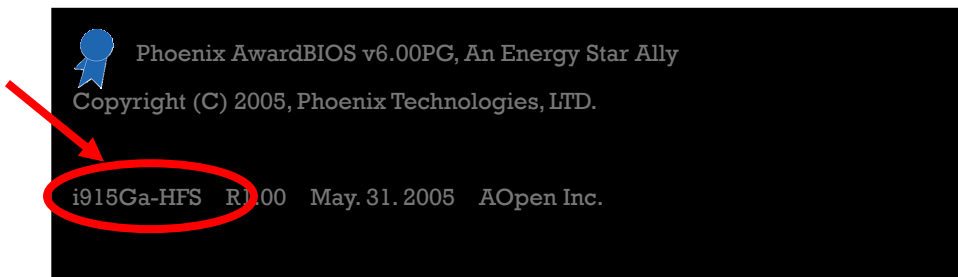 Phoenix AwardBIOS v6.00PG, An Energy Star Ally
Copyright (C) 2005, Phoenix Technologies, LTD.
i915Ga-HFS R1.00 May. 31. 2005 AOpen Inc.